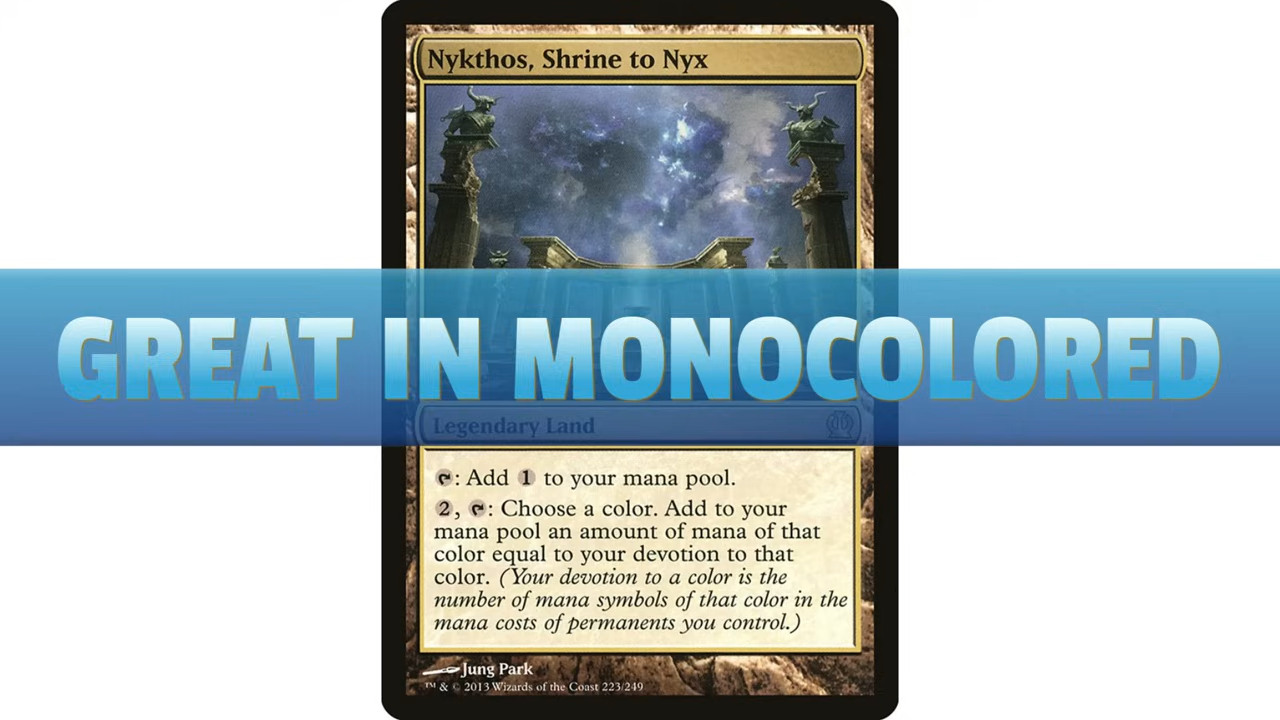 Nykthos, Shrine to Nyx
GREAT IN MONOCOLORED
Legendary Land
: Add 1 to your mana pool.
2, : Choose a color. Add to your
mana pool an amount of mana of that
color equal to your devotion to that
color. (Your devotion to a color is the
number of mana symbols of that color in the
mana costs of permanents you control.)
Jung Park
™ & © 2013 Wizards of the Coast 223/249